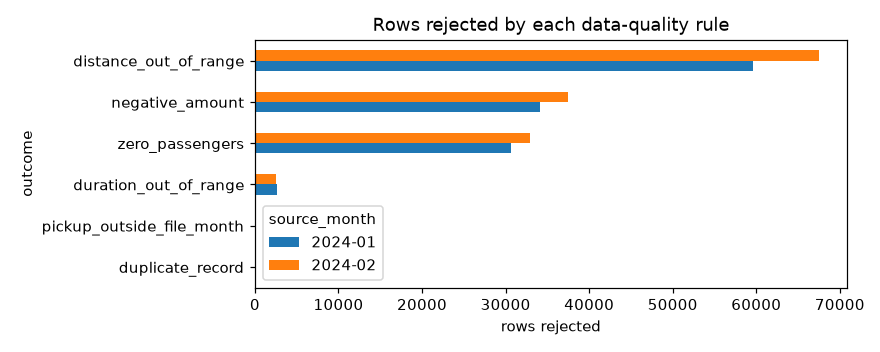 Rows rejected by each data-quality rule
outcome
distance_out_of_range
negative_amount
zero_passengers
duration_out_of_range
pickup_outside_file_month
duplicate_record
source_month
2024-01
2024-02
0 10000 20000 30000 40000 50000 60000 70000
rows rejected